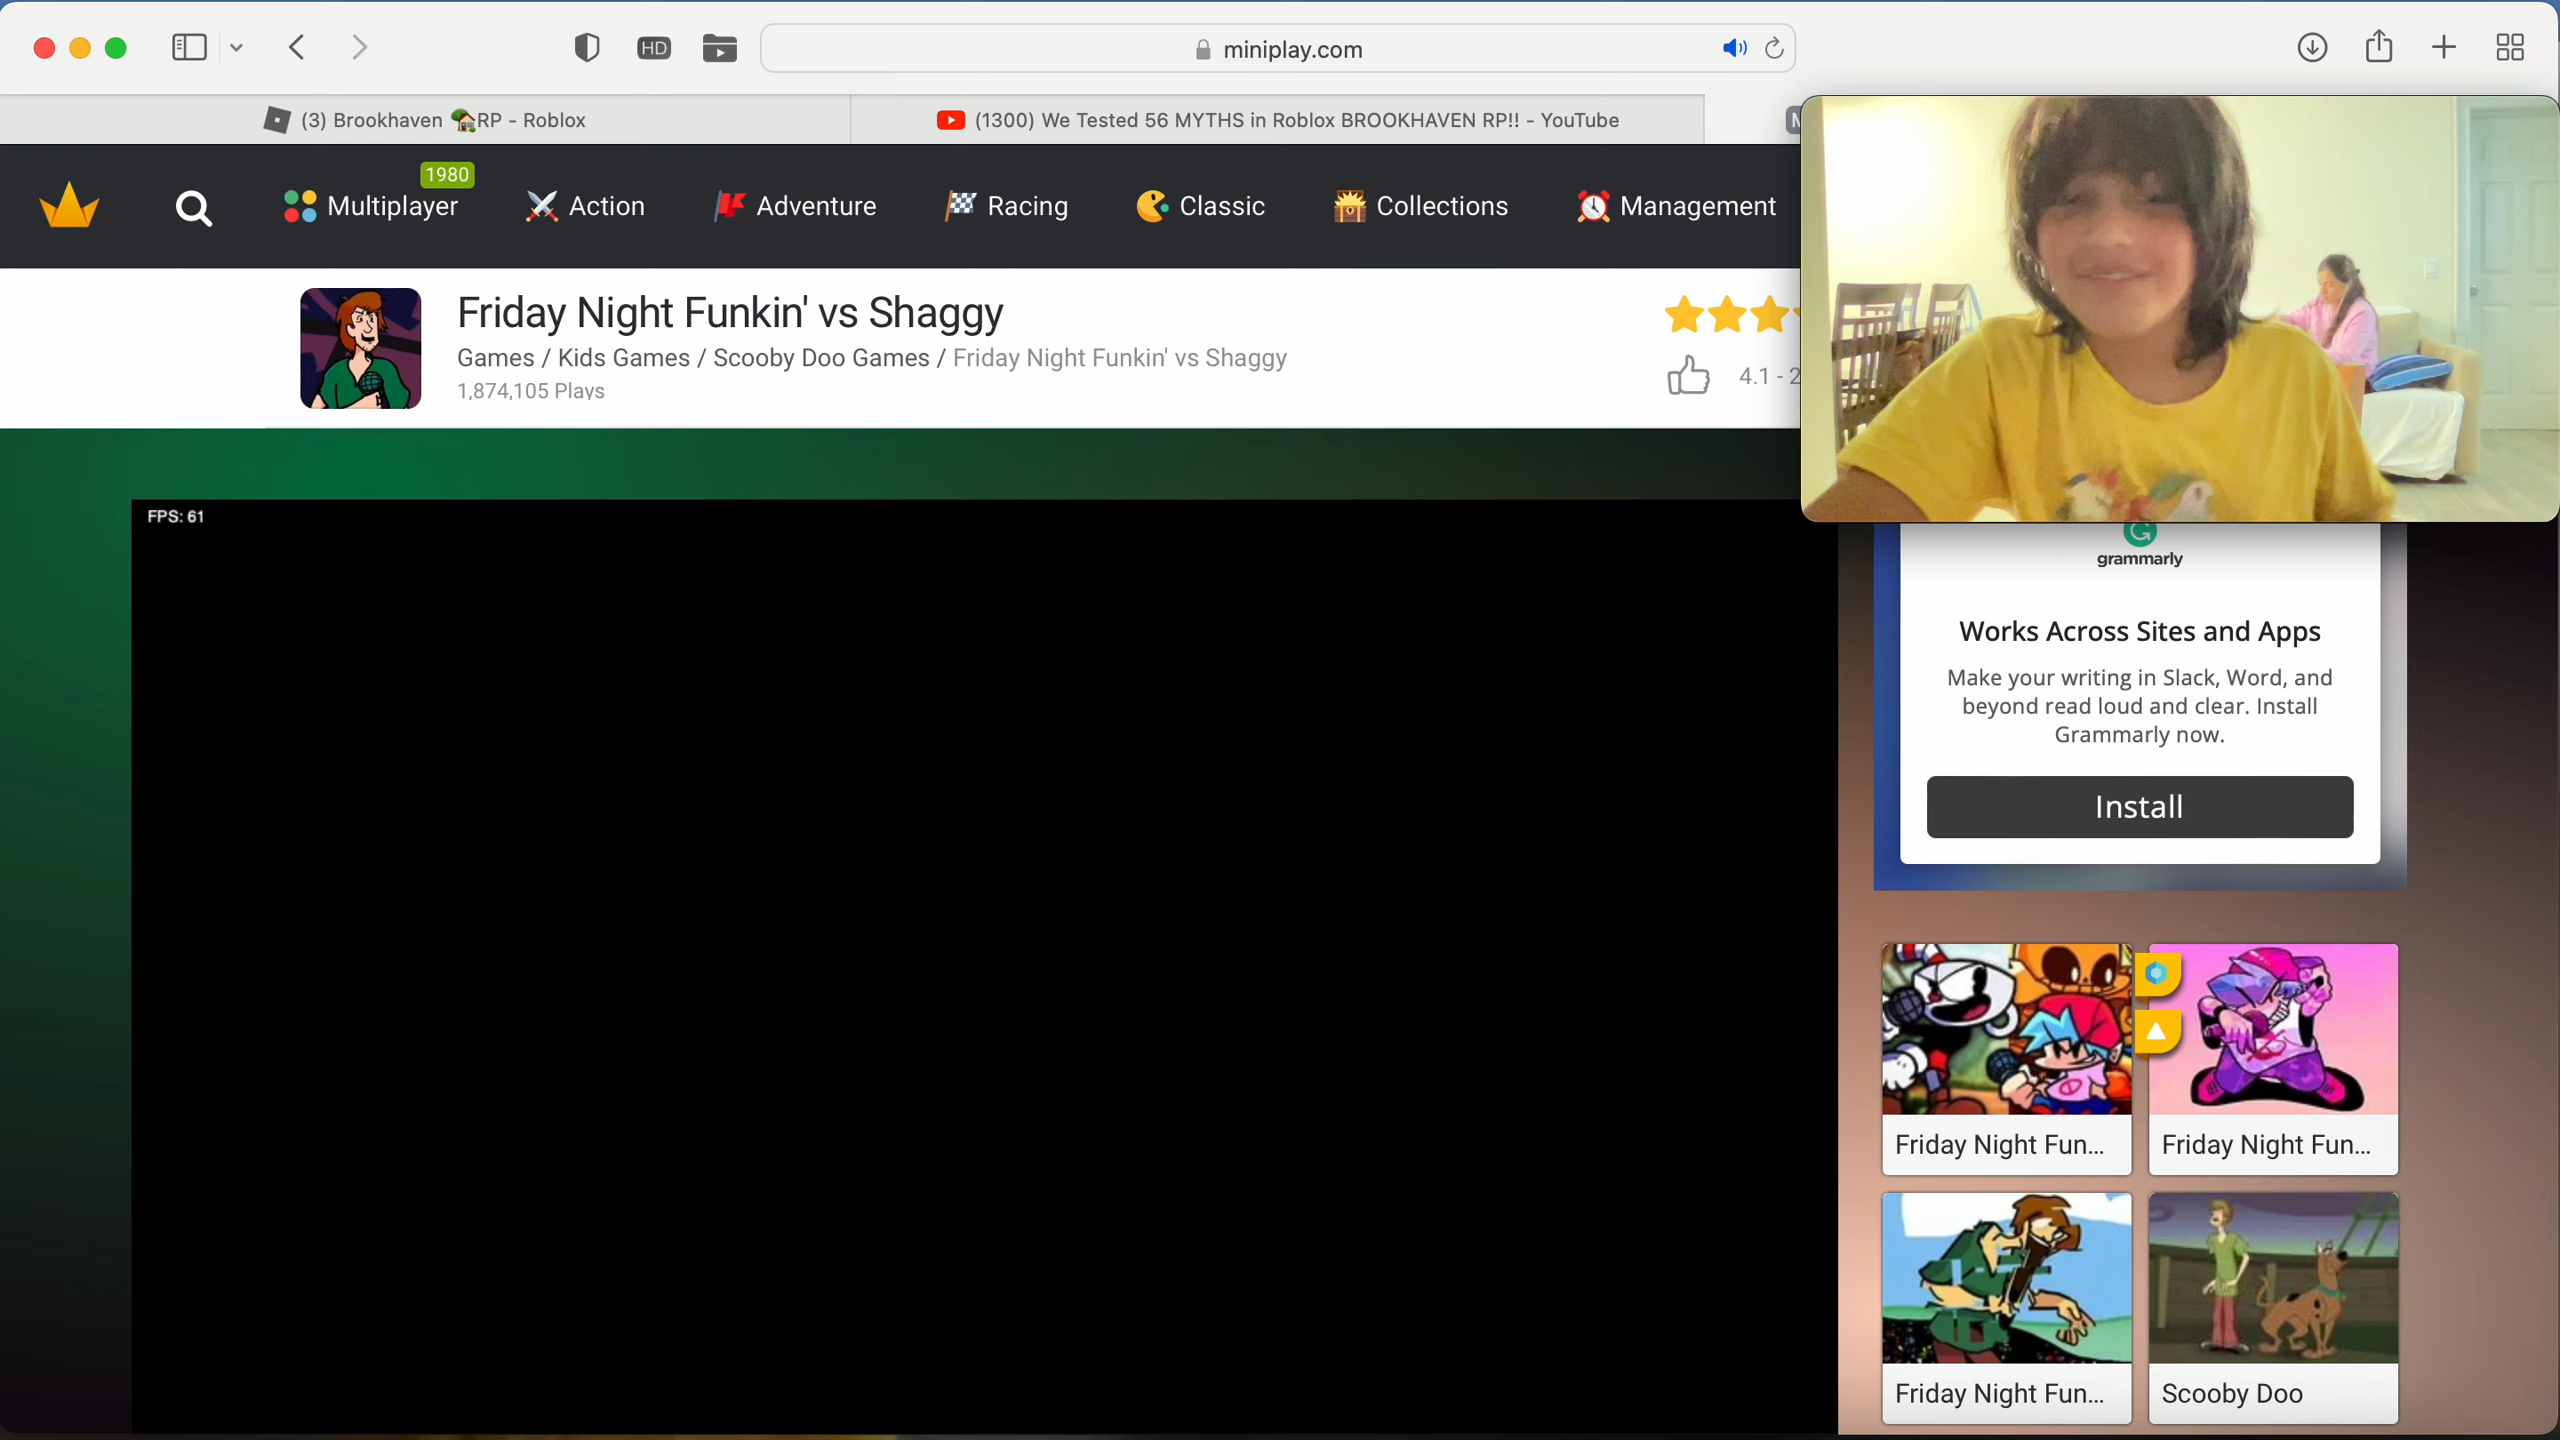 HD
miniplay.com
(3) Brookhaven 🏡RP - Roblox
(1300) We Tested 56 MYTHS in Roblox BROOKHAVEN RP!! - YouTube
1980
Multiplayer
Action
Adventure
Racing
Classic
Collections
Management
Friday Night Funkin' vs Shaggy
Games / Kids Games / Scooby Doo Games / Friday Night Funkin' vs Shaggy
1,874,105 Plays
4.1 - 2
FPS: 61
grammarly
Works Across Sites and Apps
Make your writing in Slack, Word, and
beyond read loud and clear. Install
Grammarly now.
Install
Friday Night Fun...
Friday Night Fun...
Friday Night Fun...
Scooby Doo